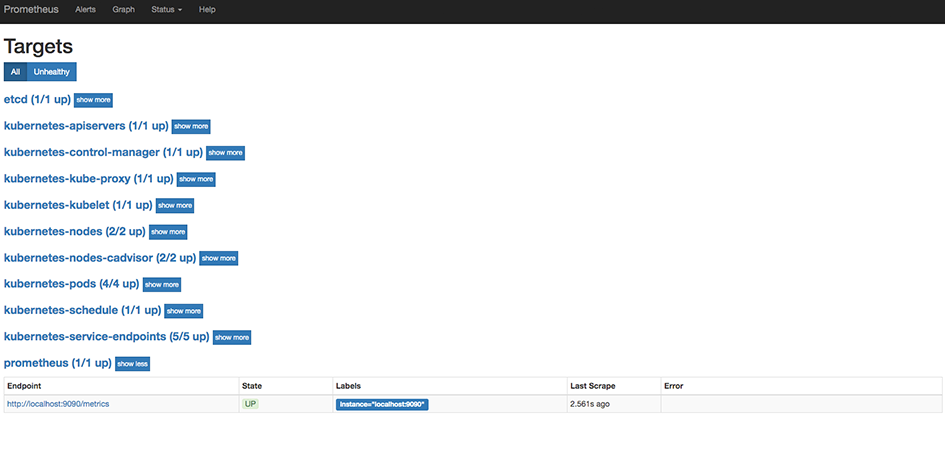 Prometheus Alerts Graph Status Help
Targets
All Unhealthy
etcd (1/1 up) show more
kubernetes-apiservers (1/1 up) show more
kubernetes-control-manager (1/1 up) show more
kubernetes-kube-proxy (1/1 up) show more
kubernetes-kubelet (1/1 up) show more
kubernetes-nodes (2/2 up) show more
kubernetes-nodes-cadvisor (2/2 up) show more
kubernetes-pods (4/4 up) show more
kubernetes-schedule (1/1 up) show more
kubernetes-service-endpoints (5/5 up) show more
prometheus (1/1 up) show less
Endpoint State Labels Last Scrape Error
http://localhost:9090/metrics UP instance="localhost:9090" 2.561s ago